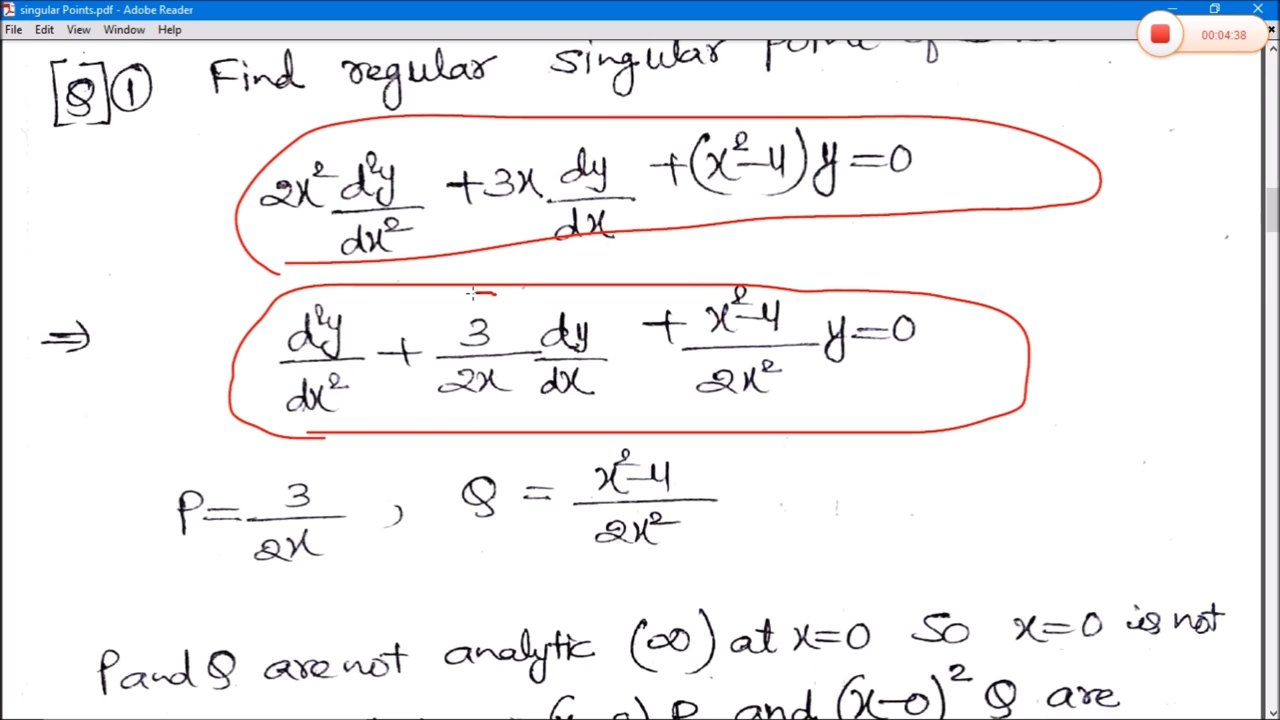 singular Points.pdf - Adobe Reader
File Edit View Window Help
00:04:38
[Q] ① Find regular singular point of
2x² d²y/dx² + 3x dy/dx + (x²-4)y = 0
⇒ d²y/dx² + 3/2x dy/dx + x²-4/2x² y = 0
P = 3/2x , Q = x²-4/2x²
P and Q are not analytic (∞) at x=0 So x=0 is not
P and (x-0)² Q are